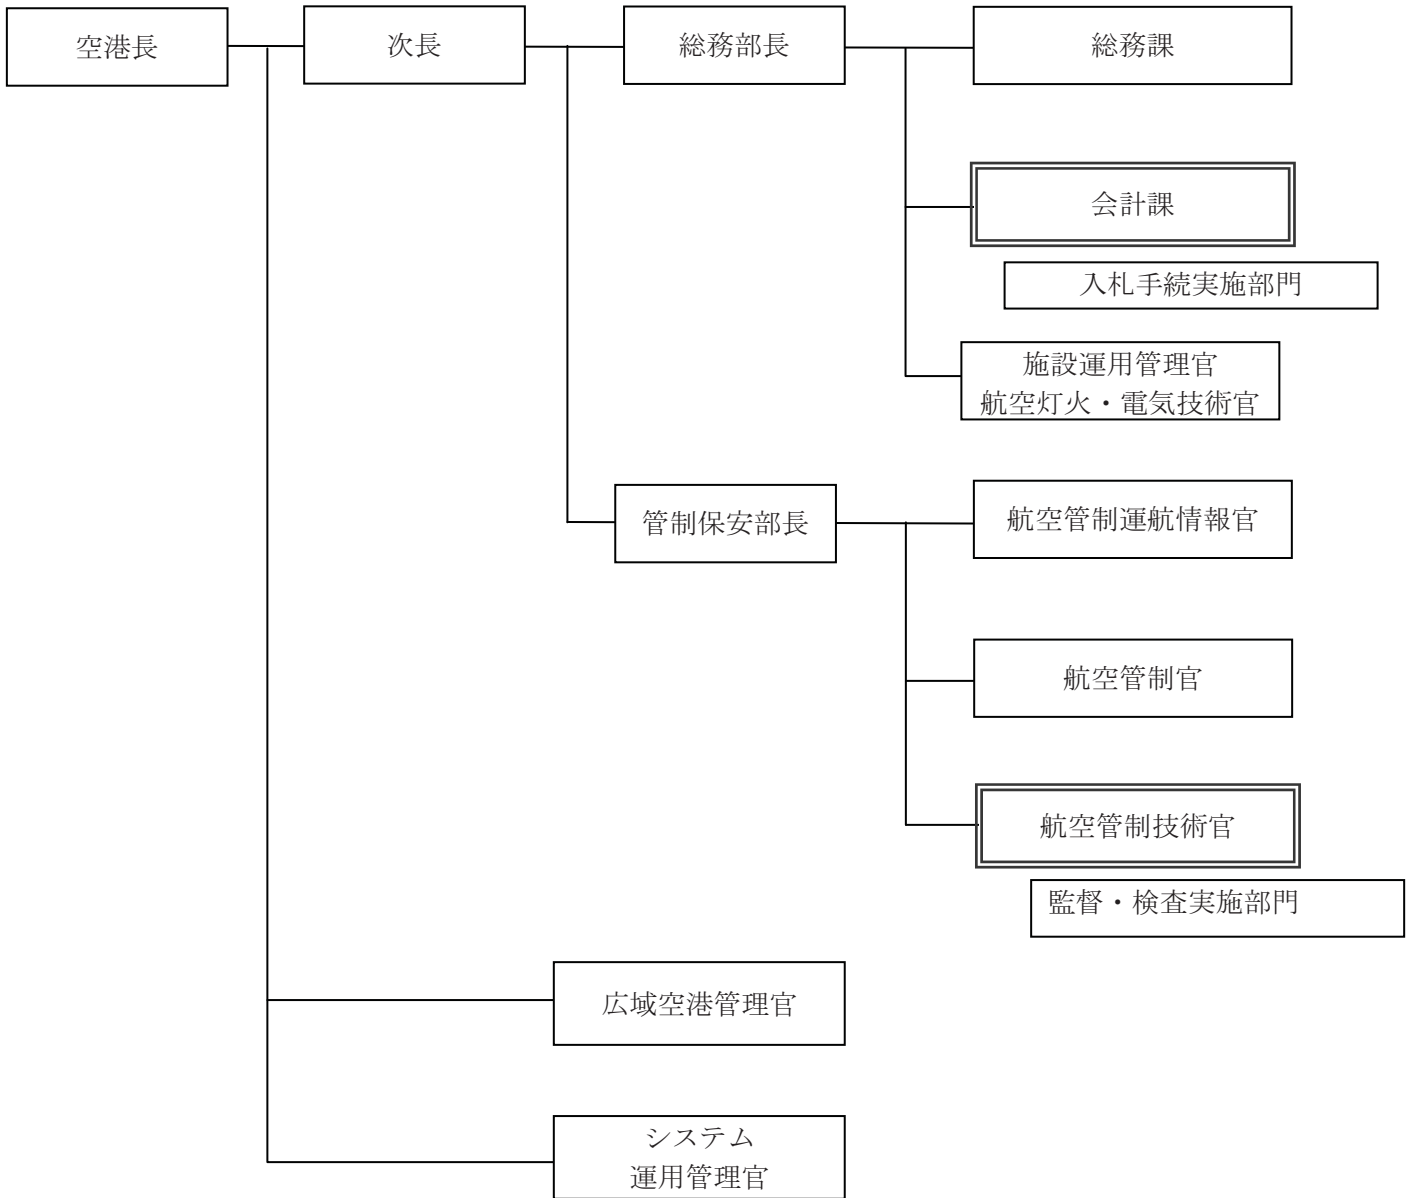 空港長
次長
総務部長
総務課
会計課
入札手続実施部門
施設運用管理官
航空灯火・電気技術官
管制保安部長
航空管制運航情報官
航空管制官
航空管制技術官
監督・検査実施部門
広域空港管理官
システム
運用管理官